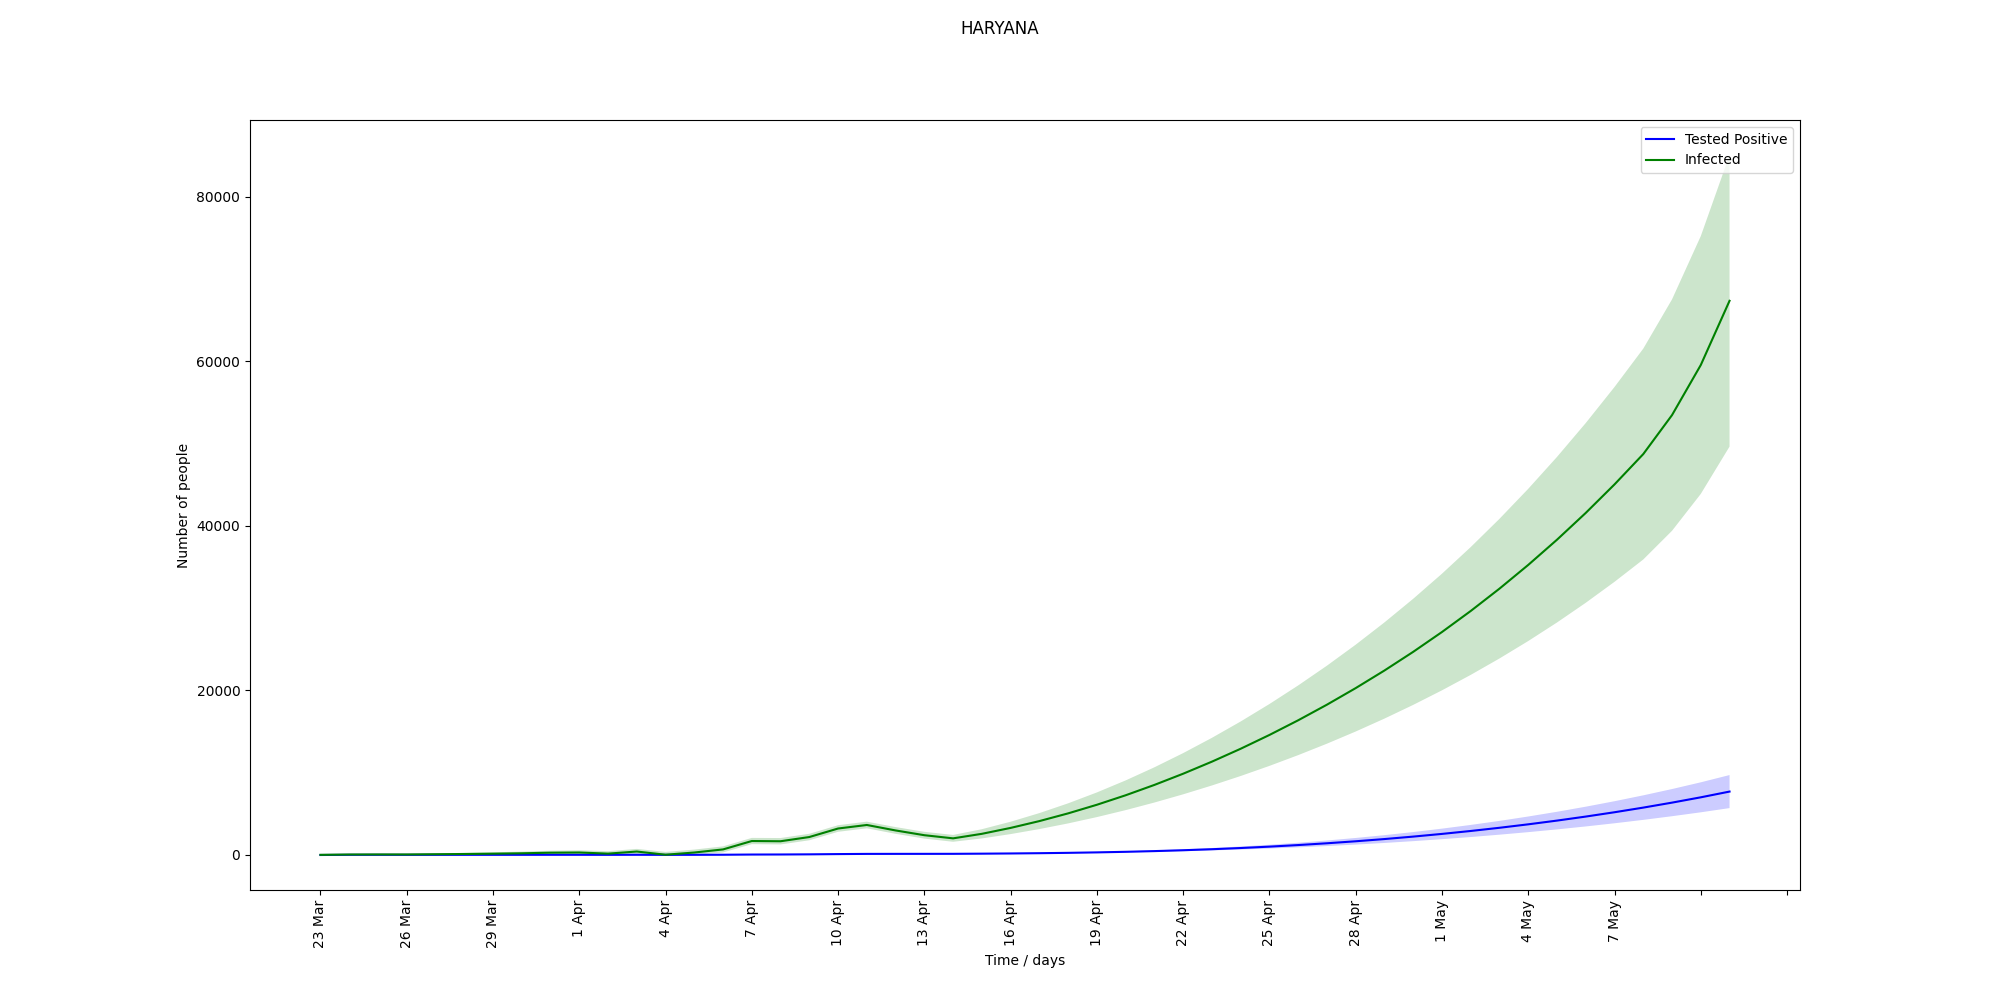 HARYANA
Tested Positive
Infected
80000
60000
40000
20000
0
Number of people
23 Mar
26 Mar
29 Mar
1 Apr
4 Apr
7 Apr
10 Apr
13 Apr
16 Apr
19 Apr
22 Apr
25 Apr
28 Apr
1 May
4 May
7 May
Time / days